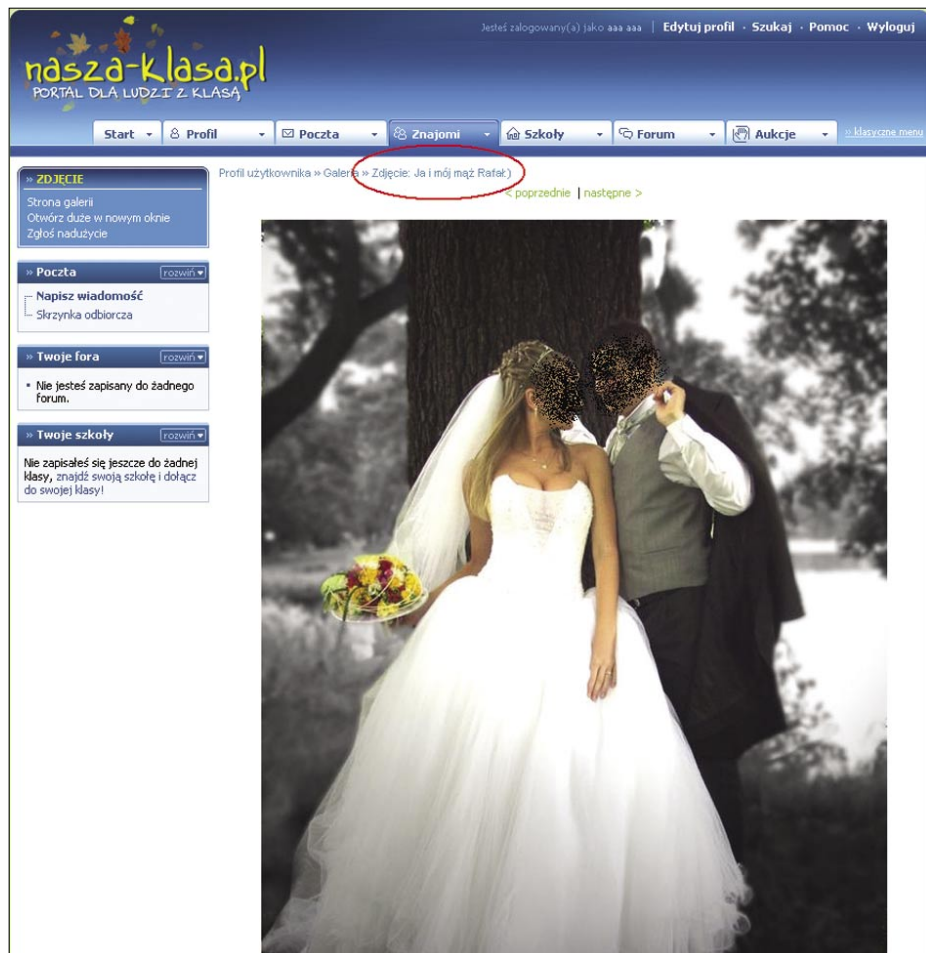 Jesteś zalogowany(a) jako aaa aaa | Edytuj profil · Szukaj · Pomoc · Wyloguj
nasza-klasa.pl
PORTAL DLA LUDZI Z KLASĄ
Start Profil Poczta Znajomi Szkoły Forum Aukcje » klasyczne menu
Profil użytkownika » Galeria » Zdjęcie: Ja i mój mąż Rafał:)
< poprzednie | następne >
» ZDJĘCIE
Strona galerii
Otwórz duże w nowym oknie
Zgłoś nadużycie
» Poczta rozwiń
Napisz wiadomość
Skrzynka odbiorcza
» Twoje fora rozwiń
Nie jesteś zapisany do żadnego
forum.
» Twoje szkoły rozwiń
Nie zapisałeś się jeszcze do żadnej
klasy, znajdź swoją szkołę i dołącz
do swojej klasy!